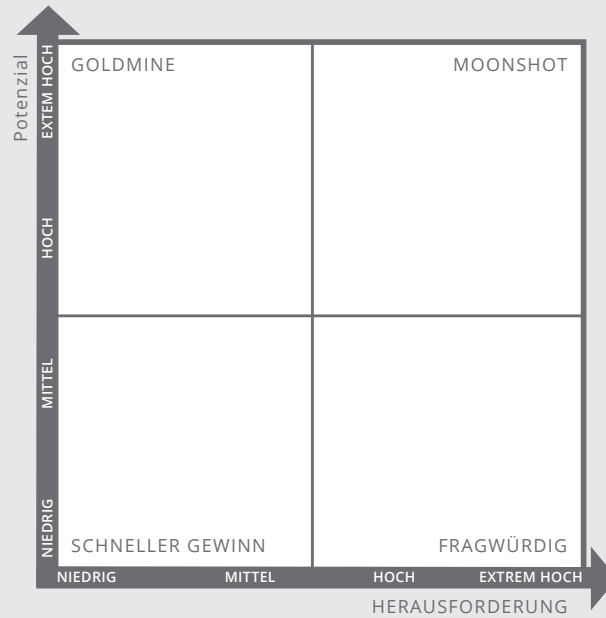 Potenzial
EXTEM HOCH
HOCH
MITTEL
NIEDRIG
GOLDMINE
MOONSHOT
SCHNELLER GEWINN
FRAGWÜRDIG
NIEDRIG
MITTEL
HOCH
EXTREM HOCH
HERAUSFORDERUNG